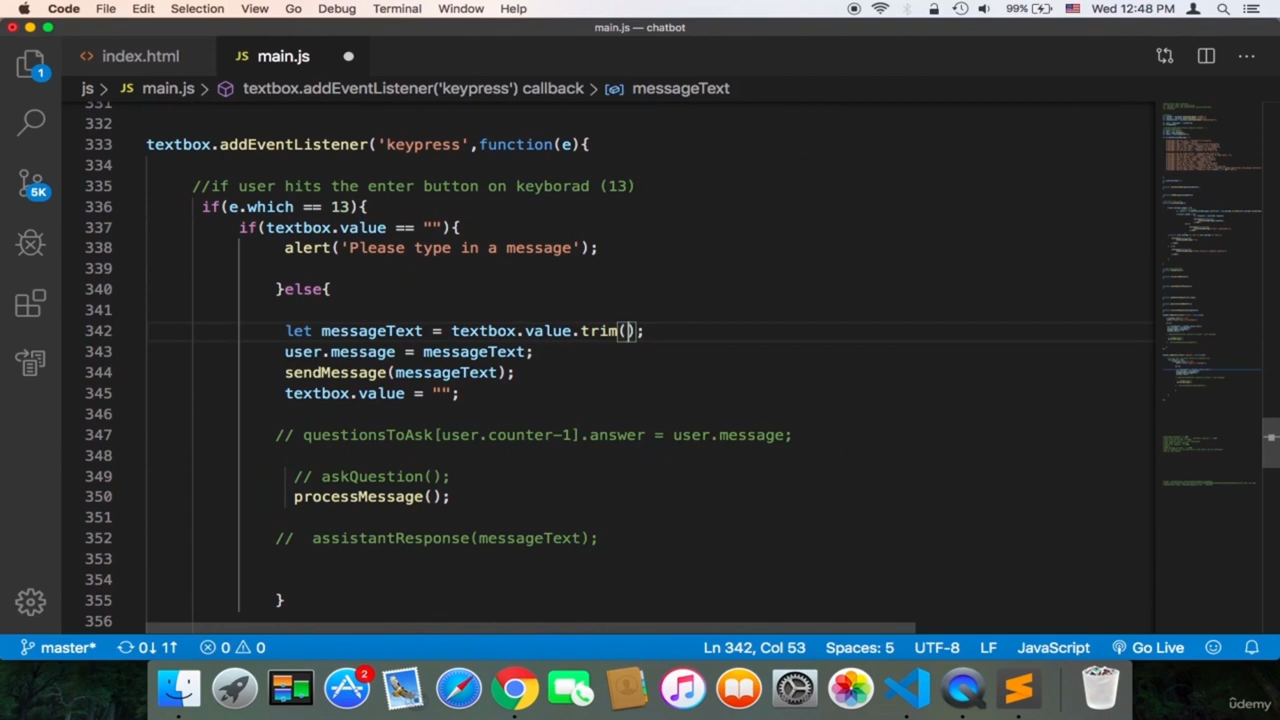 Code File Edit Selection View Go Debug Terminal Window Help 99% Wed 12:48 PM
main.js — chatbot
index.html JS main.js
1
js > JS main.js > textbox.addEventListener('keypress') callback > messageText
331
332
333 textbox.addEventListener('keypress',function(e){
334
335 //if user hits the enter button on keyborad (13)
336 if(e.which == 13){
337 if(textbox.value == ""){
338 alert('Please type in a message');
339
340 }else{
341
342 let messageText = textbox.value.trim();
343 user.message = messageText;
344 sendMessage(messageText);
345 textbox.value = "";
346
347 // questionsToAsk[user.counter-1].answer = user.message;
348
349 // askQuestion();
350 processMessage();
351
352 // assistantResponse(messageText);
353
354
355 }
356
5K
master* 0↓ 1↑ 0 0 Ln 342, Col 53 Spaces: 5 UTF-8 LF JavaScript Go Live
2
udemy